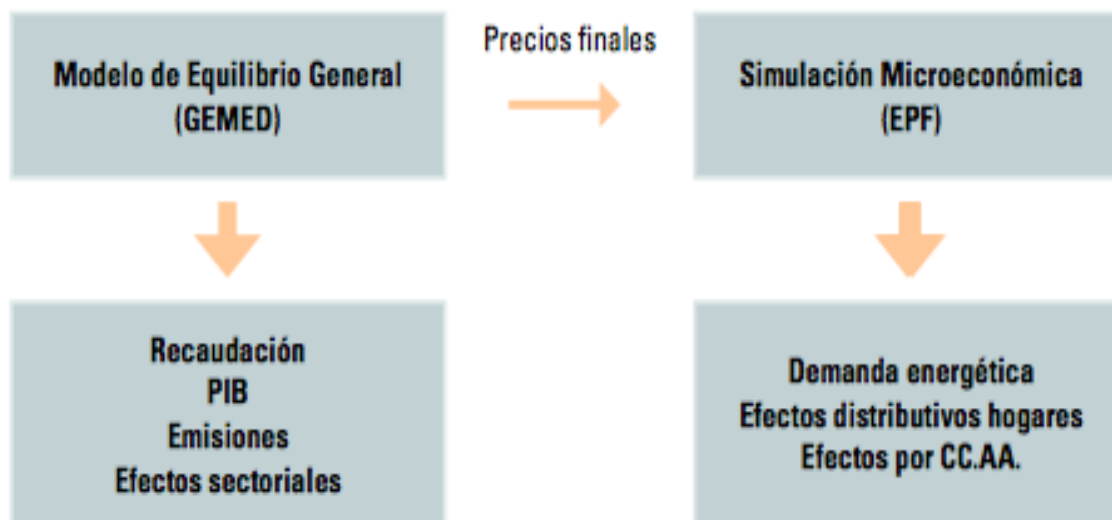 Modelo de Equilibrio General
(GEMED)
Precios finales
Simulación Microeconómica
(EPF)
Recaudación
PIB
Emisiones
Efectos sectoriales
Demanda energética
Efectos distributivos hogares
Efectos por CC.AA.